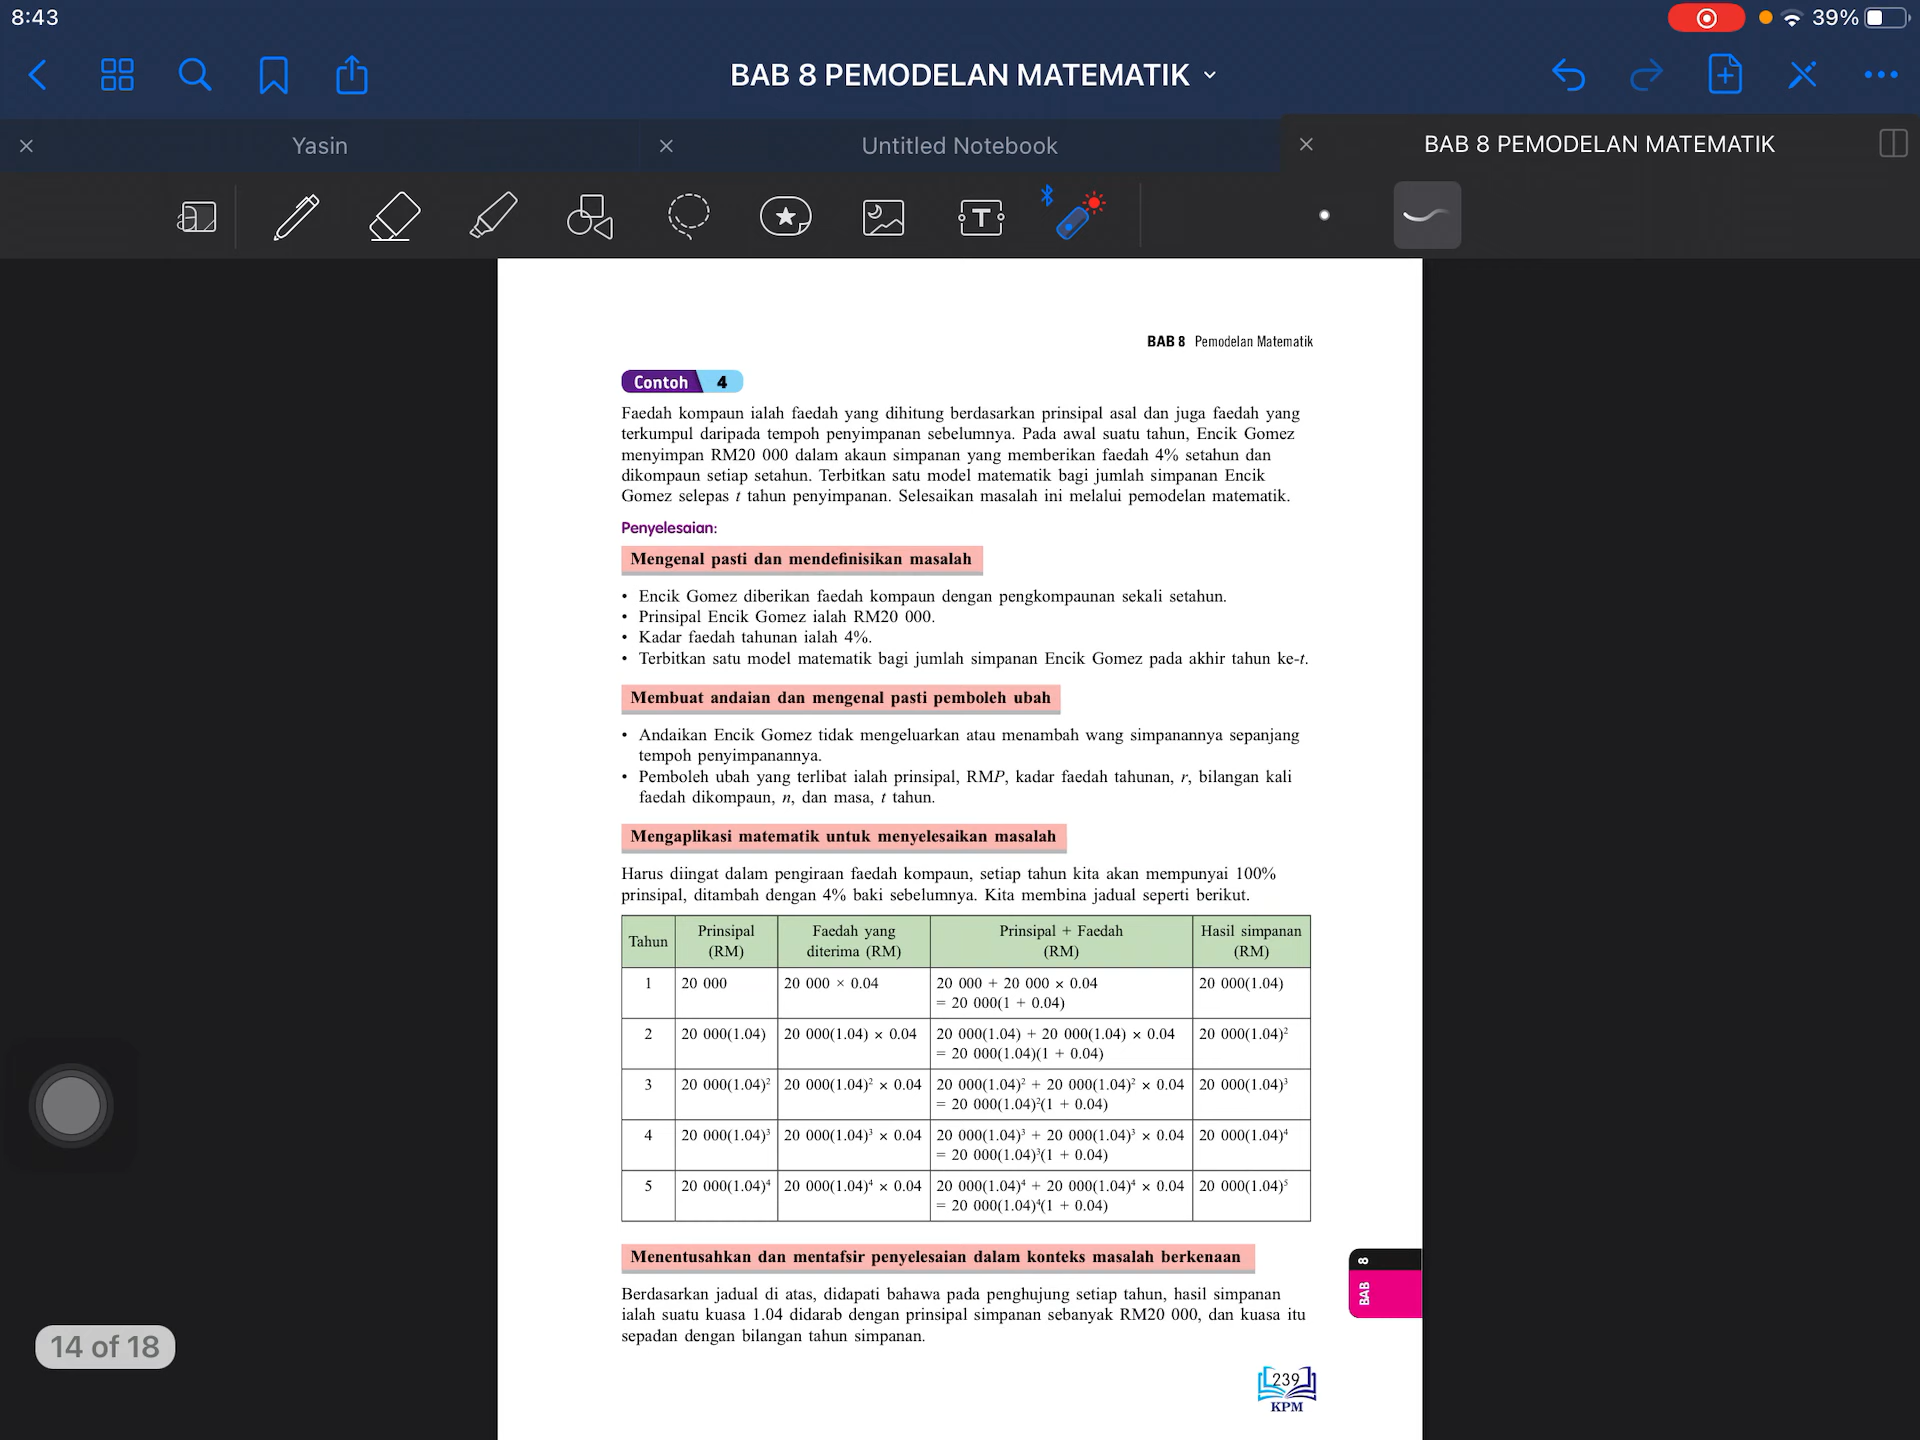 8:43
39%
BAB 8 PEMODELAN MATEMATIK
Yasin
Untitled Notebook
BAB 8 PEMODELAN MATEMATIK
BAB 8 Pemodelan Matematik
Contoh 4
Faedah kompaun ialah faedah yang dihitung berdasarkan prinsipal asal dan juga faedah yang
terkumpul daripada tempoh penyimpanan sebelumnya. Pada awal suatu tahun, Encik Gomez
menyimpan RM20 000 dalam akaun simpanan yang memberikan faedah 4% setahun dan
dikompaun setiap setahun. Terbitkan satu model matematik bagi jumlah simpanan Encik
Gomez selepas t tahun penyimpanan. Selesaikan masalah ini melalui pemodelan matematik.
Penyelesaian:
Mengenal pasti dan mendefinisikan masalah
• Encik Gomez diberikan faedah kompaun dengan pengkompaunan sekali setahun.
• Prinsipal Encik Gomez ialah RM20 000.
• Kadar faedah tahunan ialah 4%.
• Terbitkan satu model matematik bagi jumlah simpanan Encik Gomez pada akhir tahun ke-t.
Membuat andaian dan mengenal pasti pemboleh ubah
• Andaikan Encik Gomez tidak mengeluarkan atau menambah wang simpanannya sepanjang
tempoh penyimpanannya.
• Pemboleh ubah yang terlibat ialah prinsipal, RMP, kadar faedah tahunan, r, bilangan kali
faedah dikompaun, n, dan masa, t tahun.
Mengaplikasi matematik untuk menyelesaikan masalah
Harus diingat dalam pengiraan faedah kompaun, setiap tahun kita akan mempunyai 100%
prinsipal, ditambah dengan 4% baki sebelumnya. Kita membina jadual seperti berikut.
Tahun Prinsipal (RM) Faedah yang diterima (RM) Prinsipal + Faedah (RM) Hasil simpanan (RM)
1 20 000 20 000 × 0.04 20 000 + 20 000 × 0.04 20 000(1.04)
= 20 000(1 + 0.04)
2 20 000(1.04) 20 000(1.04) × 0.04 20 000(1.04) + 20 000(1.04) × 0.04 20 000(1.04)²
= 20 000(1.04)(1 + 0.04)
3 20 000(1.04)² 20 000(1.04)² × 0.04 20 000(1.04)² + 20 000(1.04)² × 0.04 20 000(1.04)³
= 20 000(1.04)²(1 + 0.04)
4 20 000(1.04)³ 20 000(1.04)³ × 0.04 20 000(1.04)³ + 20 000(1.04)³ × 0.04 20 000(1.04)⁴
= 20 000(1.04)³(1 + 0.04)
5 20 000(1.04)⁴ 20 000(1.04)⁴ × 0.04 20 000(1.04)⁴ + 20 000(1.04)⁴ × 0.04 20 000(1.04)⁵
= 20 000(1.04)⁴(1 + 0.04)
Menentusahkan dan mentafsir penyelesaian dalam konteks masalah berkenaan
Berdasarkan jadual di atas, didapati bahawa pada penghujung setiap tahun, hasil simpanan
ialah suatu kuasa 1.04 didarab dengan prinsipal simpanan sebanyak RM20 000, dan kuasa itu
sepadan dengan bilangan tahun simpanan.
BAB 8
14 of 18
239
KPM